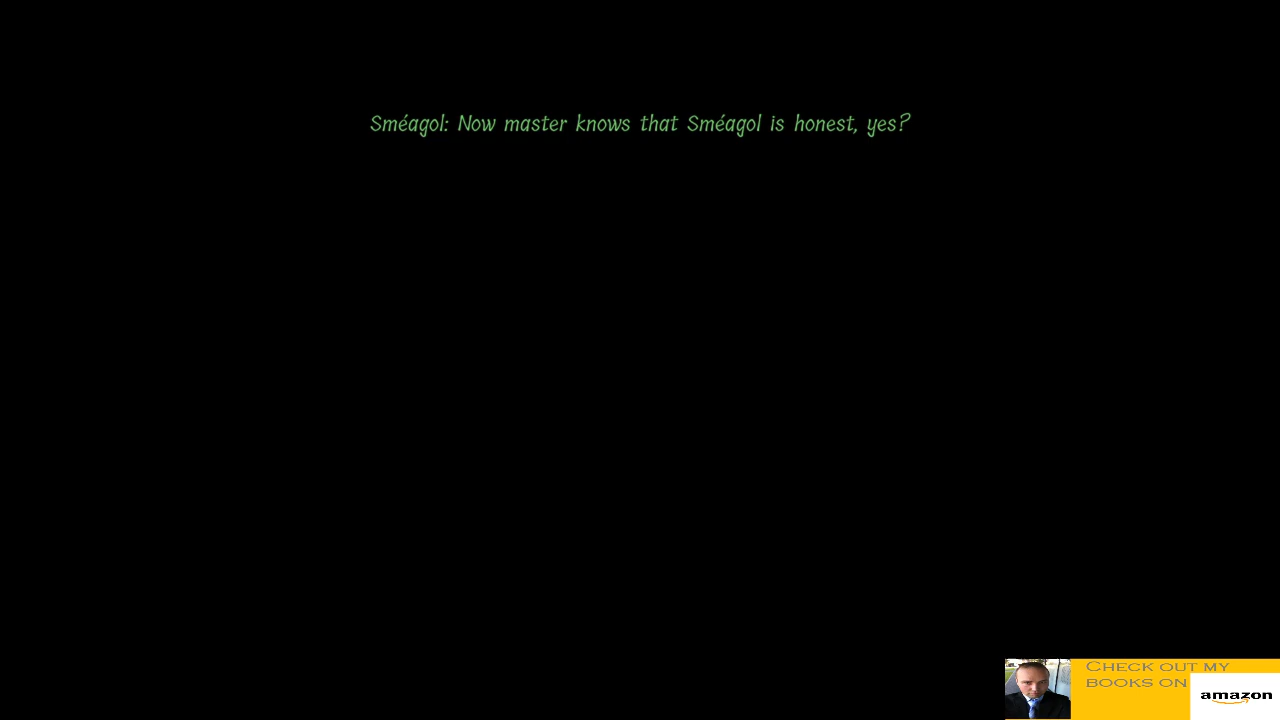 Sméagol: Now master knows that Sméagol is honest, yes?
Check out my
books on
amazon